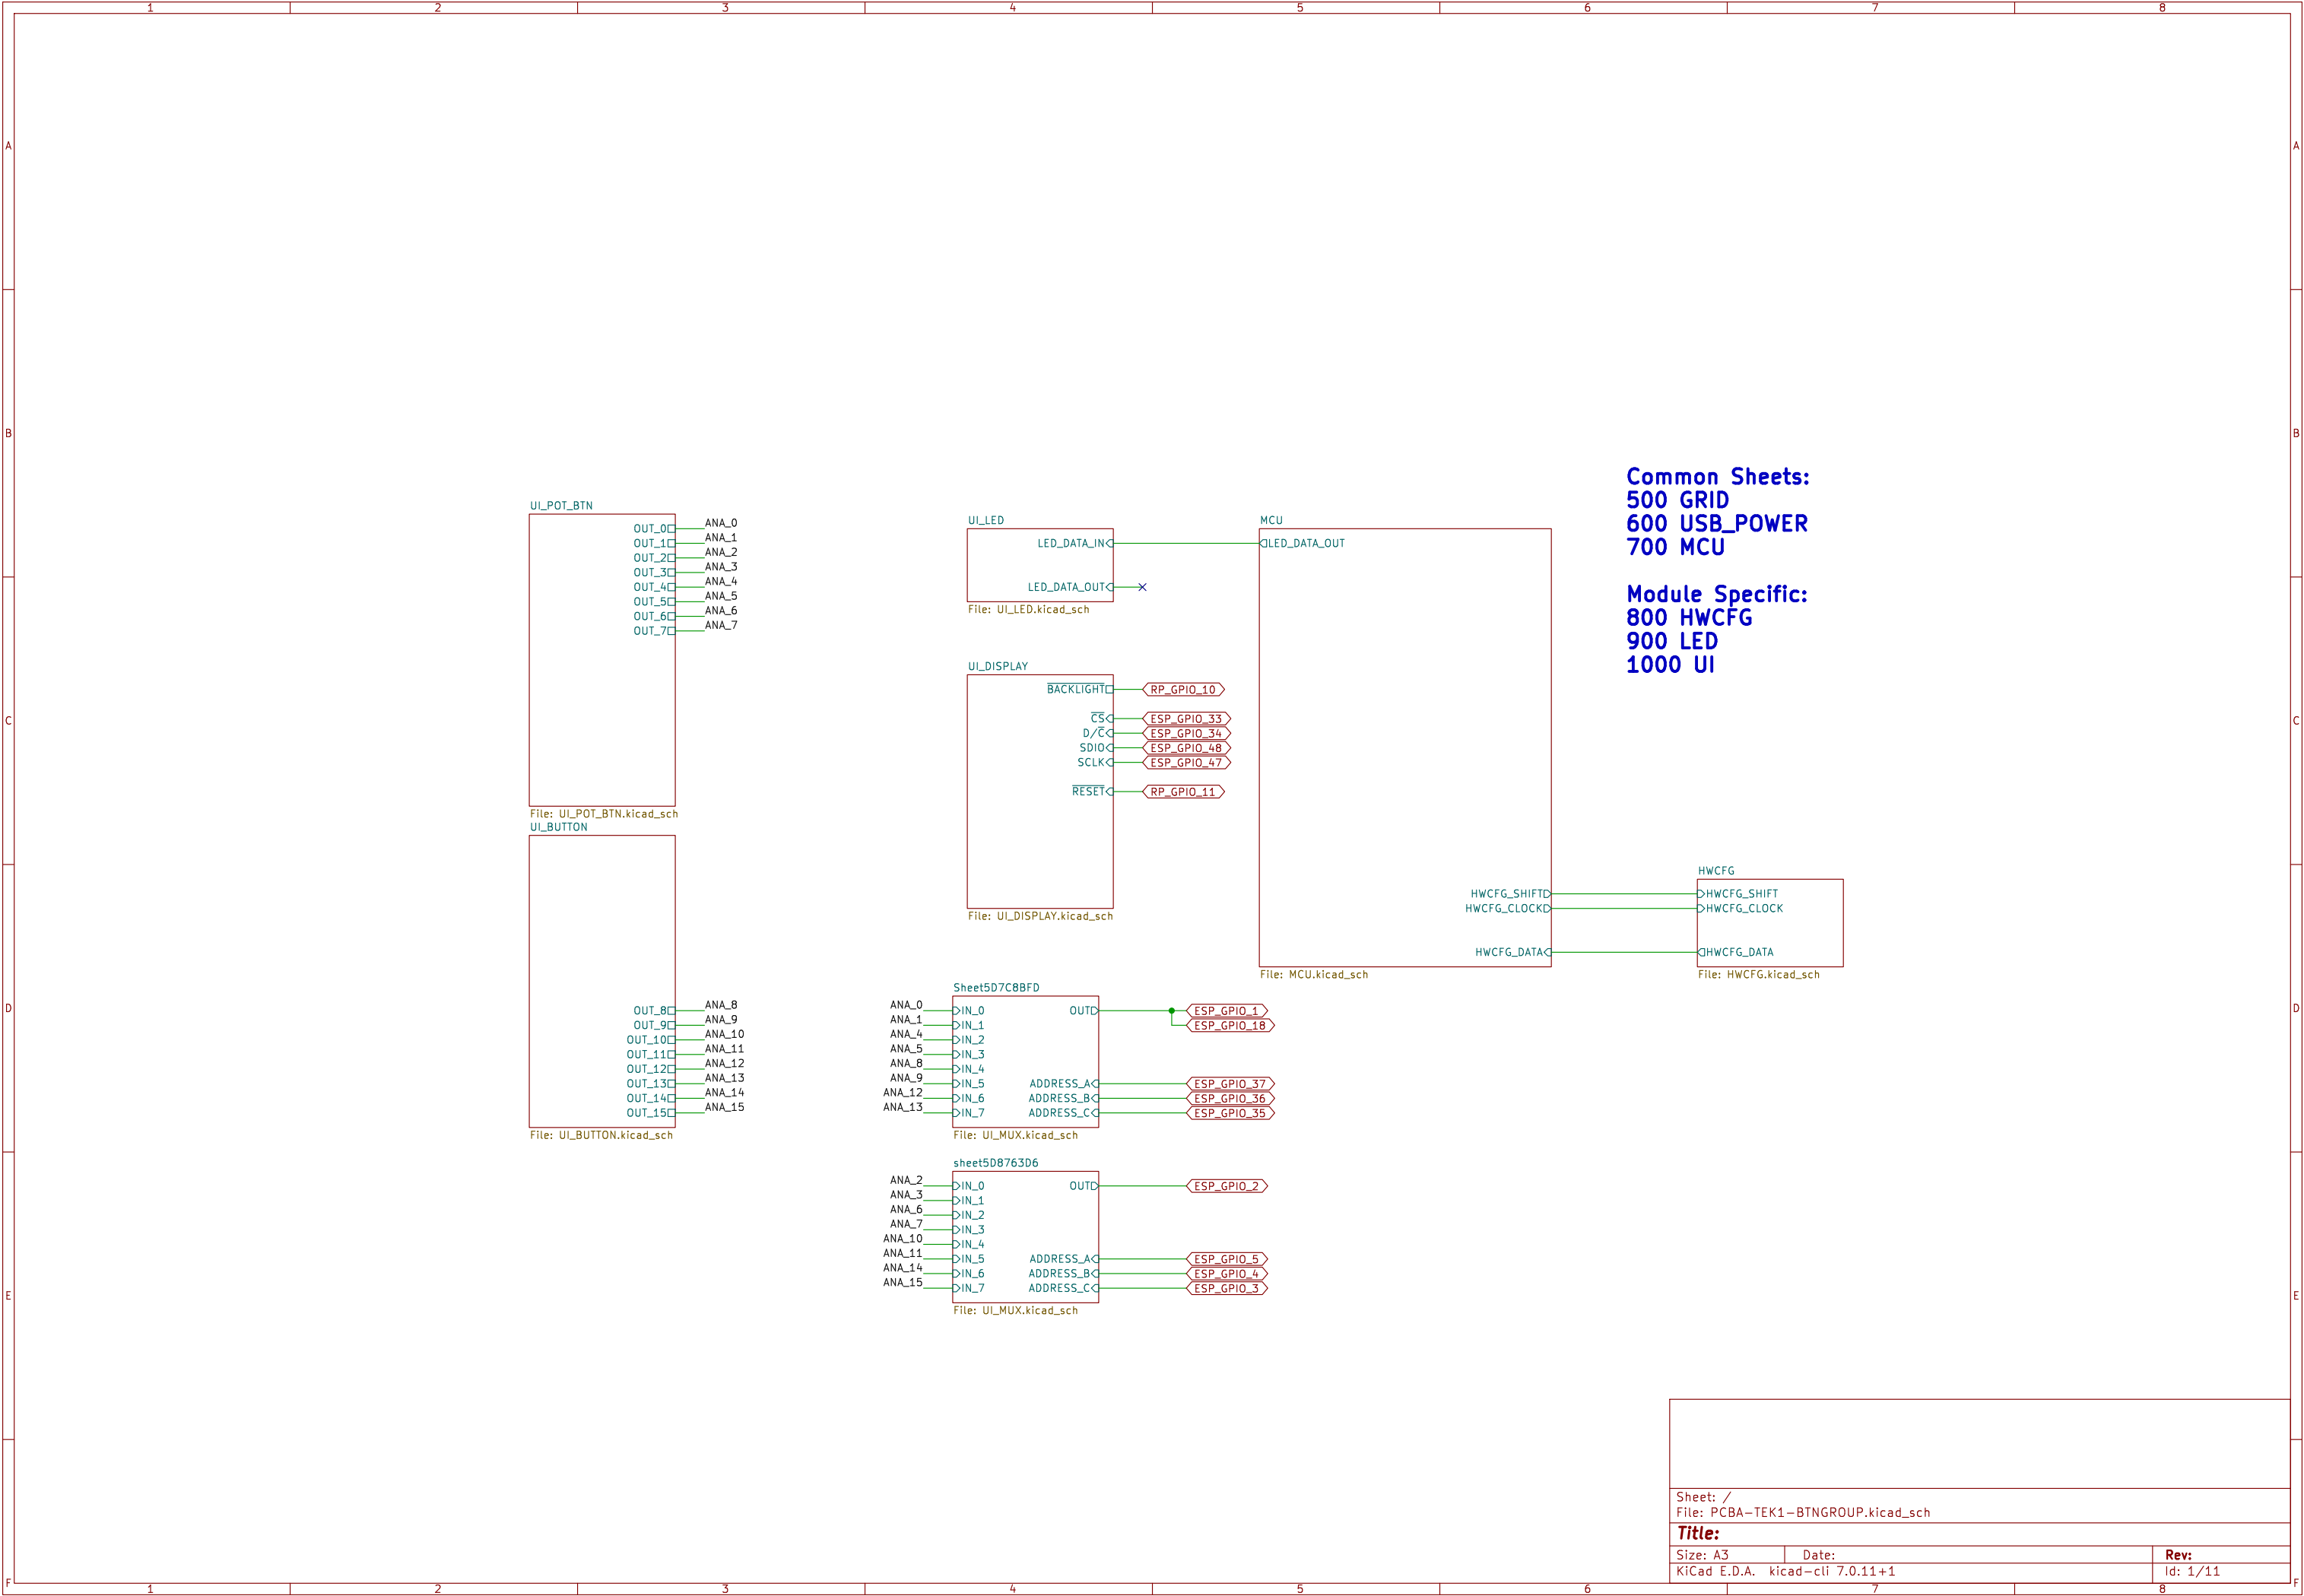 1 2 3 4 5 6 7 8
A A
B B
C C
D D
E E
F F
Common Sheets:
500 GRID
600 USB_POWER
700 MCU
Module Specific:
800 HWCFG
900 LED
1000 UI
UI_POT_BTN
OUT_0 ANA_0
OUT_1 ANA_1
OUT_2 ANA_2
OUT_3 ANA_3
OUT_4 ANA_4
OUT_5 ANA_5
OUT_6 ANA_6
OUT_7 ANA_7
File: UI_POT_BTN.kicad_sch
UI_BUTTON
OUT_8 ANA_8
OUT_9 ANA_9
OUT_10 ANA_10
OUT_11 ANA_11
OUT_12 ANA_12
OUT_13 ANA_13
OUT_14 ANA_14
OUT_15 ANA_15
File: UI_BUTTON.kicad_sch
UI_LED
LED_DATA_IN
LED_DATA_OUT
File: UI_LED.kicad_sch
UI_DISPLAY
BACKLIGHT RP_GPIO_10
CS ESP_GPIO_33
D/C ESP_GPIO_34
SDIO ESP_GPIO_48
SCLK ESP_GPIO_47
RESET RP_GPIO_11
File: UI_DISPLAY.kicad_sch
MCU
LED_DATA_OUT
HWCFG_SHIFT
HWCFG_CLOCK
HWCFG_DATA
File: MCU.kicad_sch
HWCFG
HWCFG_SHIFT
HWCFG_CLOCK
HWCFG_DATA
File: HWCFG.kicad_sch
Sheet5D7C8BFD
ANA_0 IN_0 OUT ESP_GPIO_1
ANA_1 IN_1 ESP_GPIO_18
ANA_4 IN_2
ANA_5 IN_3
ANA_8 IN_4
ANA_9 IN_5 ADDRESS_A ESP_GPIO_37
ANA_12 IN_6 ADDRESS_B ESP_GPIO_36
ANA_13 IN_7 ADDRESS_C ESP_GPIO_35
File: UI_MUX.kicad_sch
sheet5D8763D6
ANA_2 IN_0 OUT ESP_GPIO_2
ANA_3 IN_1
ANA_6 IN_2
ANA_7 IN_3
ANA_10 IN_4
ANA_11 IN_5 ADDRESS_A ESP_GPIO_5
ANA_14 IN_6 ADDRESS_B ESP_GPIO_4
ANA_15 IN_7 ADDRESS_C ESP_GPIO_3
File: UI_MUX.kicad_sch
Sheet: /
File: PCBA-TEK1-BTNGROUP.kicad_sch
Title:
Size: A3 Date: Rev:
KiCad E.D.A. kicad-cli 7.0.11+1 Id: 1/11
1 2 3 4 5 6 7 8